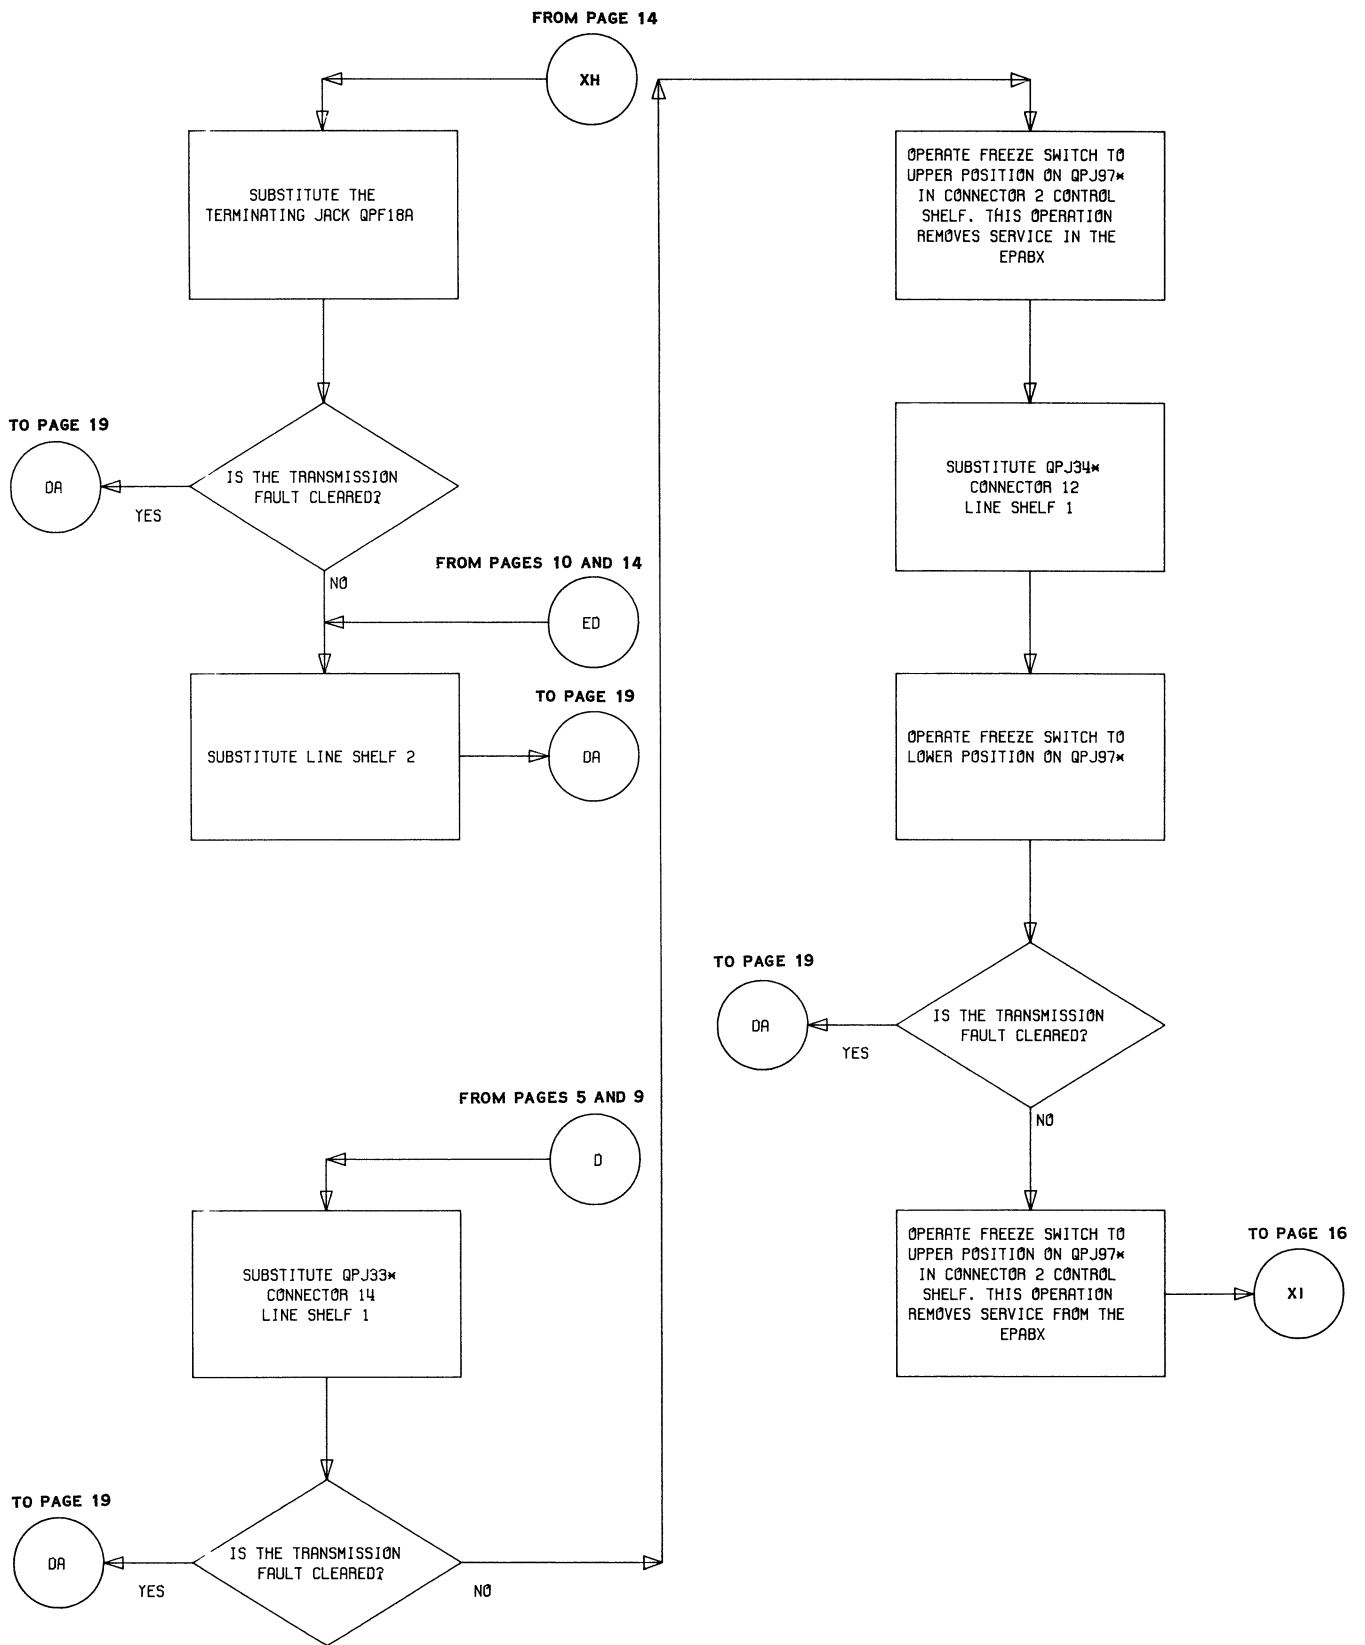 FROM PAGE 14
XH
SUBSTITUTE THE
TERMINATING JACK QPF18A
TO PAGE 19
DA
YES
IS THE TRANSMISSION
FAULT CLEARED?
NO
FROM PAGES 10 AND 14
ED
SUBSTITUTE LINE SHELF 2
TO PAGE 19
DA
FROM PAGES 5 AND 9
D
SUBSTITUTE QPJ33*
CONNECTOR 14
LINE SHELF 1
TO PAGE 19
DA
YES
IS THE TRANSMISSION
FAULT CLEARED?
NO
OPERATE FREEZE SWITCH TO
UPPER POSITION ON QPJ97*
IN CONNECTOR 2 CONTROL
SHELF. THIS OPERATION
REMOVES SERVICE IN THE
EPABX
SUBSTITUTE QPJ34*
CONNECTOR 12
LINE SHELF 1
OPERATE FREEZE SWITCH TO
LOWER POSITION ON QPJ97*
TO PAGE 19
DA
YES
IS THE TRANSMISSION
FAULT CLEARED?
NO
OPERATE FREEZE SWITCH TO
UPPER POSITION ON QPJ97*
IN CONNECTOR 2 CONTROL
SHELF. THIS OPERATION
REMOVES SERVICE FROM THE
EPABX
TO PAGE 16
XI